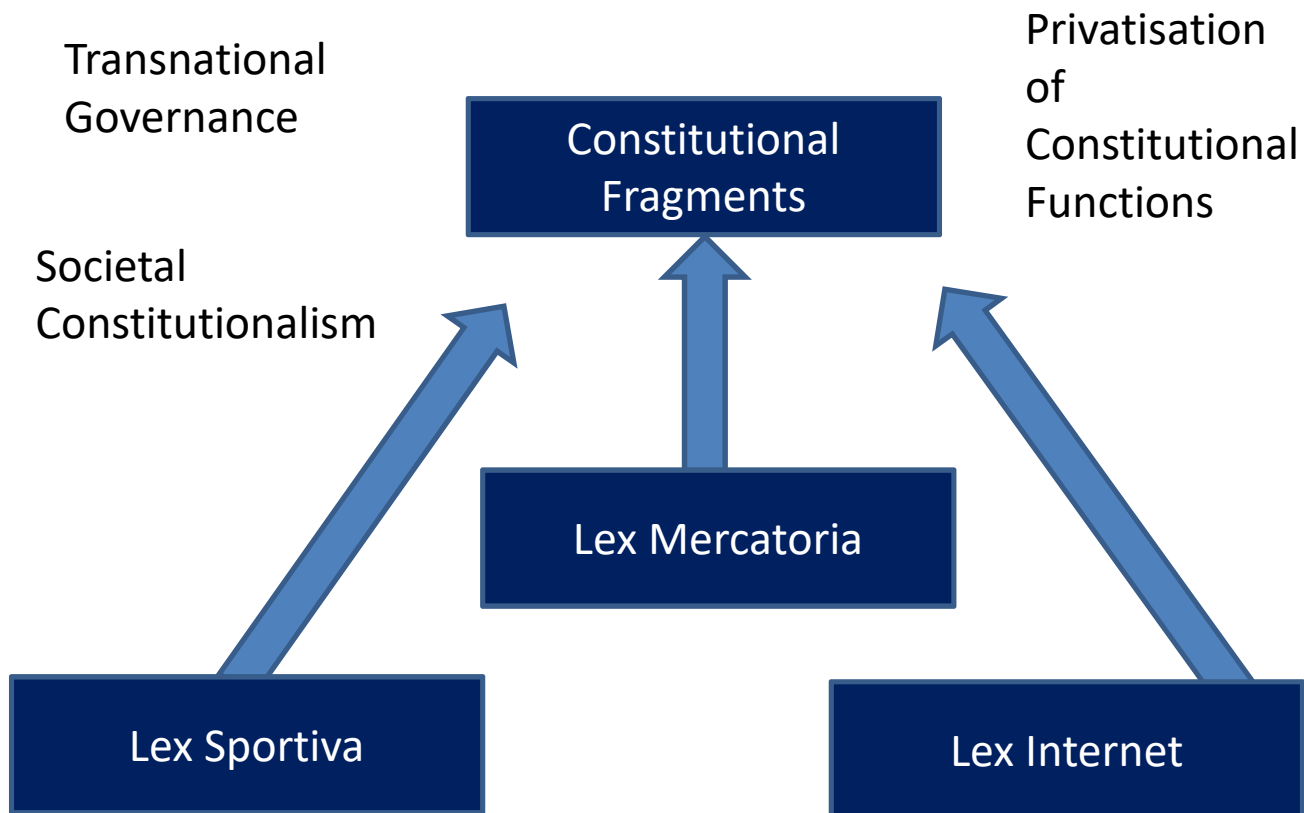 Transnational
Governance
Privatisation
of
Constitutional
Functions
Constitutional
Fragments
Societal
Constitutionalism
Lex Mercatoria
Lex Sportiva
Lex Internet